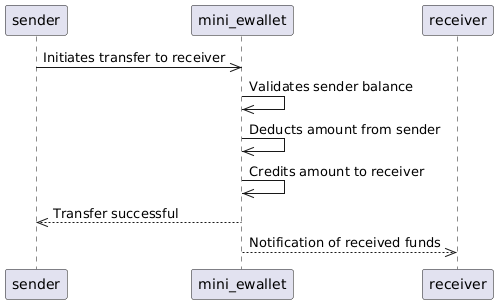 sender
mini_ewallet
receiver
Initiates transfer to receiver
Validates sender balance
Deducts amount from sender
Credits amount to receiver
Transfer successful
Notification of received funds
sender
mini_ewallet
receiver